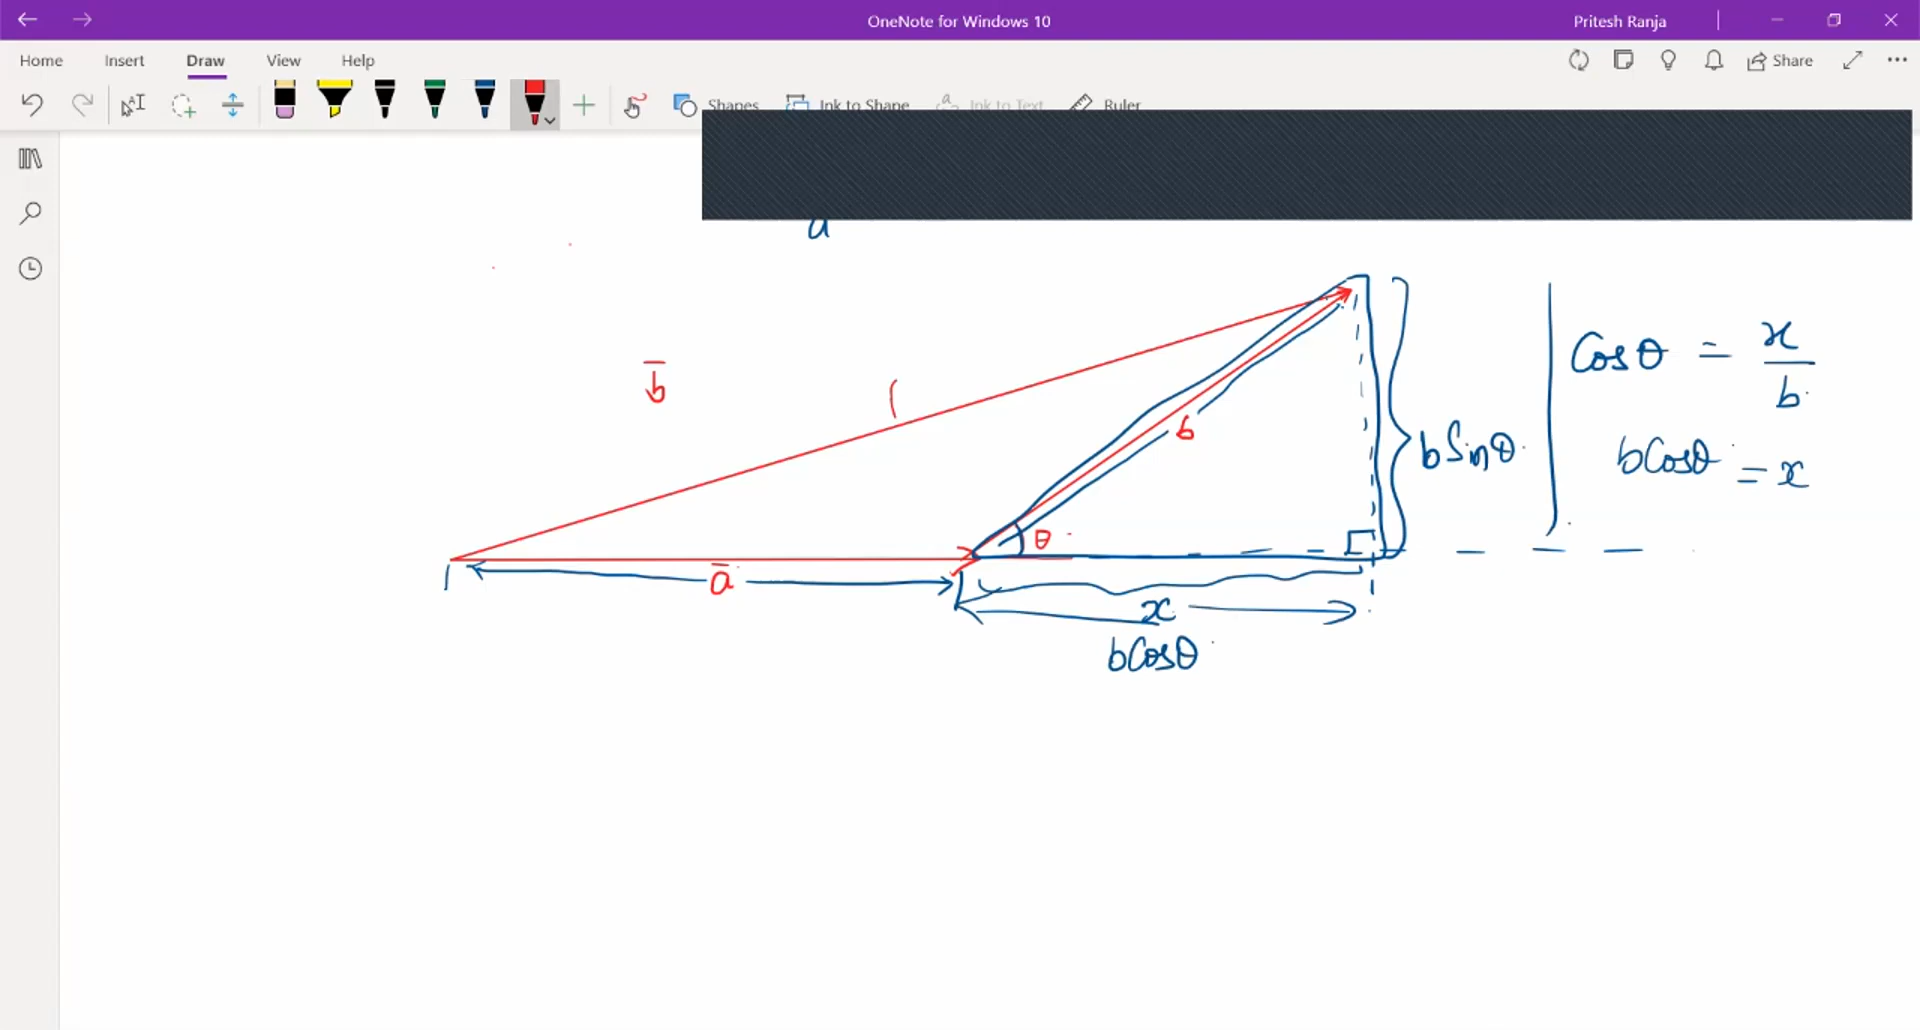 OneNote for Windows 10
Pritesh Ranja
Home Insert Draw View Help
Share
Shapes Ink to Shape Ink to Text Ruler
a
b̅
b
θ
a̅
x
bCosθ
bSinθ
Cosθ = x/b
bCosθ = x